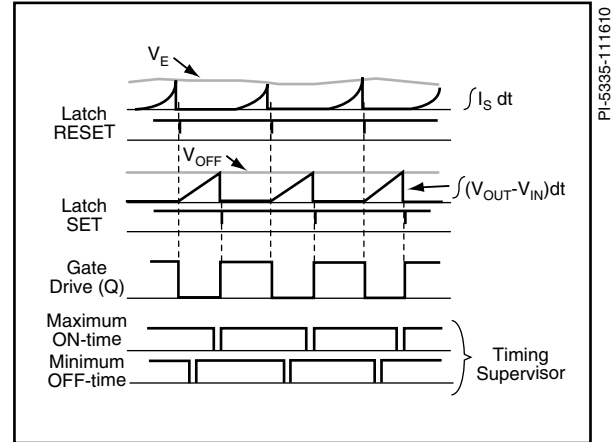 V_E
∫I_S dt
Latch
RESET
V_OFF
∫(V_OUT-V_IN)dt
Latch
SET
Gate
Drive (Q)
Maximum
ON-time
Minimum
OFF-time
Timing
Supervisor
PI-5335-111610